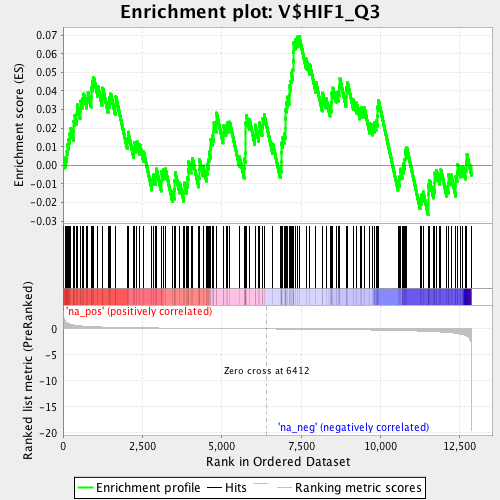 Enrichment plot: V$HIF1_Q3
Enrichment score (ES)
0.07
0.06
0.05
0.04
0.03
0.02
0.01
0.00
-0.01
-0.02
-0.03
'na_pos' (positively correlated)
Ranked list metric (PreRanked)
0
-5
-10
-15
-20
Zero cross at 6412
'na_neg' (negatively correlated)
0
2,500
5,000
7,500
10,000
12,500
Rank in Ordered Dataset
Enrichment profile
Hits
Ranking metric scores